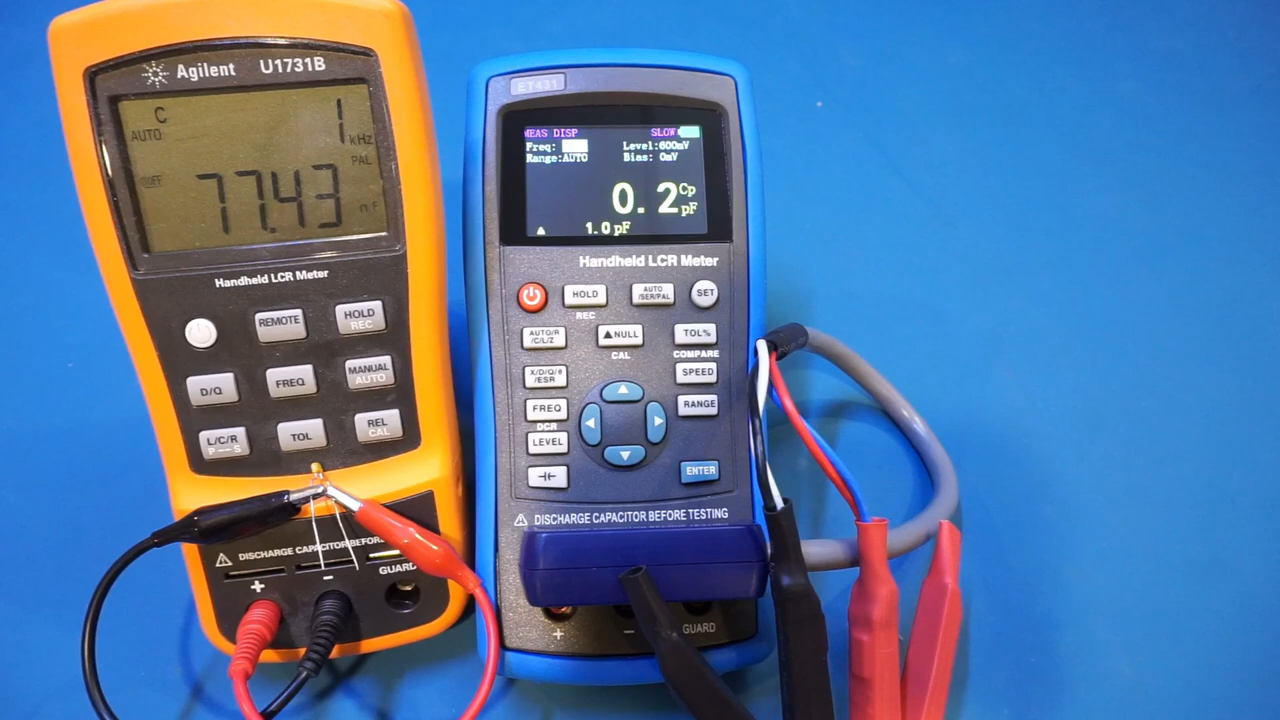 Agilent U1731B
C
1 kHz
AUTO
PAL
77.43 nF
Handheld LCR Meter
REMOTE
HOLD
REC
D/Q
FREQ
MANUAL
AUTO
L/C/R
P---S
TOL
REL
CAL
DISCHARGE CAPACITOR BEFORE
+
-
GUARD
ET431
MEAS DISP SLOW
Freq: Level:600mV
Range:AUTO Bias: 0mV
0.2 Cp pF
1.0 pF
Handheld LCR Meter
HOLD
REC
AUTO
/SER/PAL
SET
AUTO/R
/C/L/Z
▲NULL
CAL
TOL%
COMPARE
X/D/Q/θ
/ESR
SPEED
FREQ
DCR
RANGE
LEVEL
ENTER
DISCHARGE CAPACITOR BEFORE TESTING
+
-
GUARD